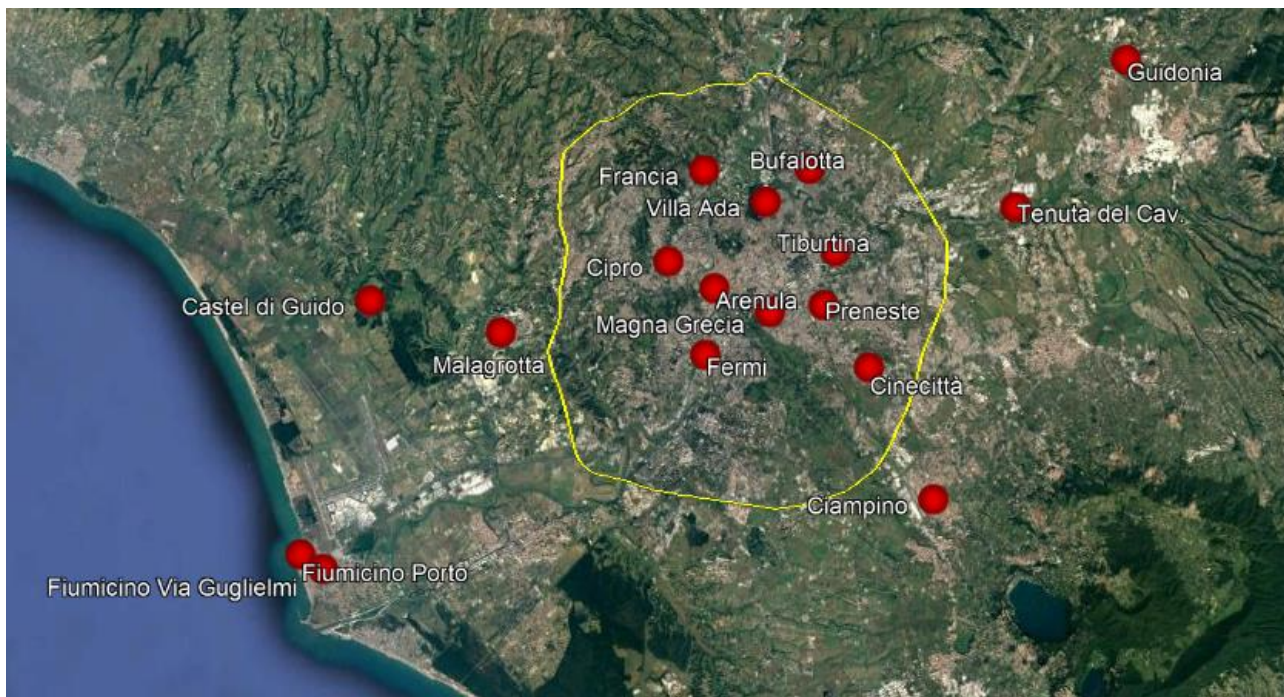 Guidonia
Bufalotta
Francia
Villa Ada
Tenuta del Cav.
Tiburtina
Cipro
Arenula
Castel di Guido
Preneste
Magna Grecia
Malagrotta
Fermi
Cinecittà
Ciampino
Fiumicino Porto
Fiumicino Via Guglielmi